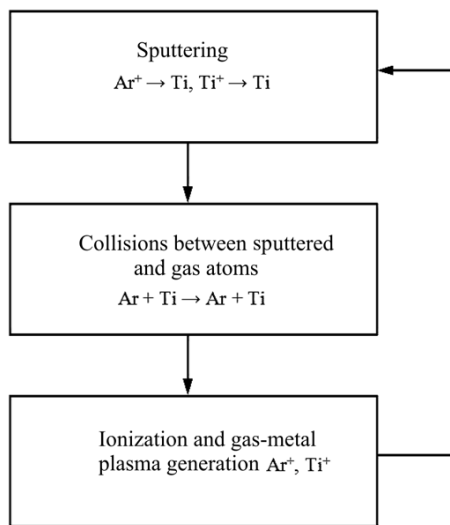 Sputtering
Ar⁺ → Ti, Ti⁺ → Ti
Collisions between sputtered
and gas atoms
Ar + Ti → Ar + Ti
Ionization and gas-metal
plasma generation Ar⁺, Ti⁺